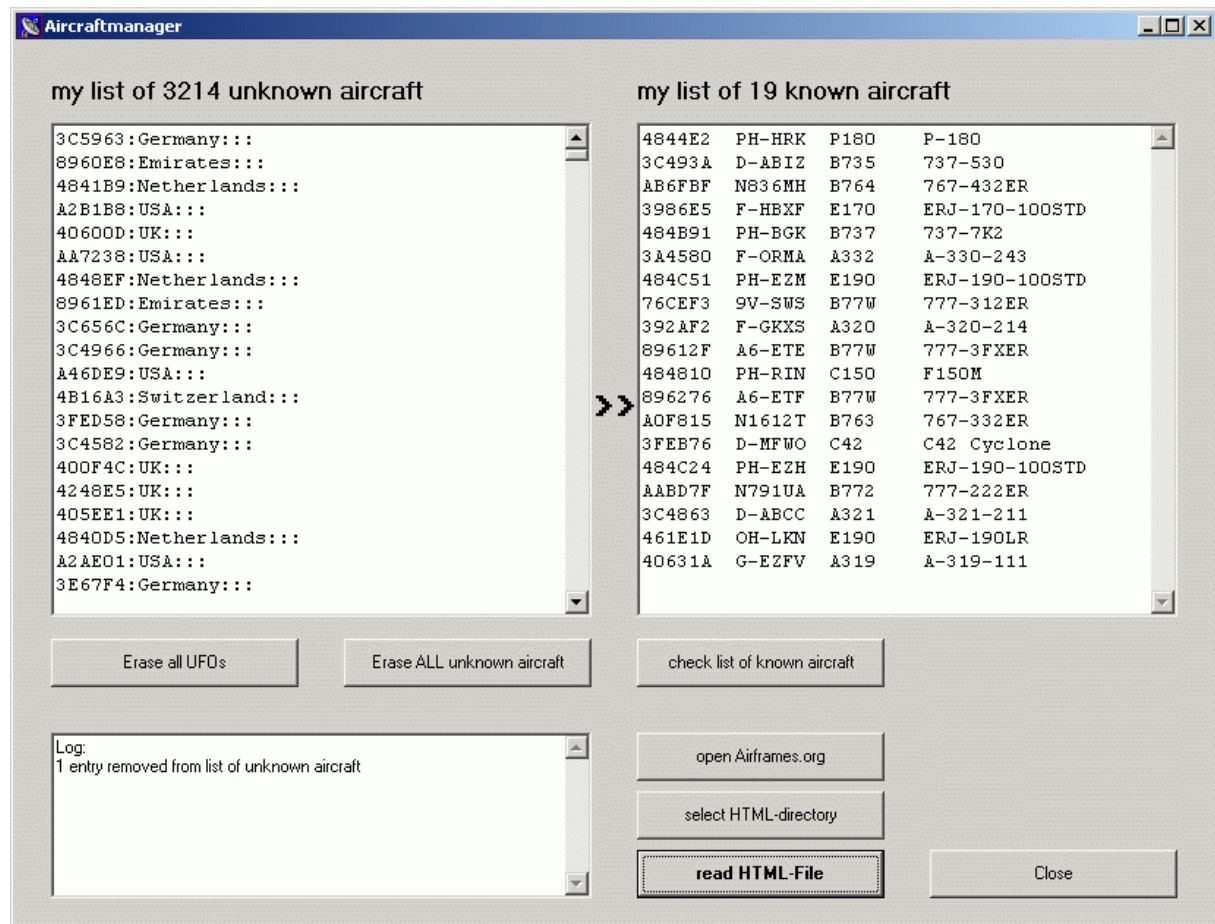 Aircraftmanager
my list of 3214 unknown aircraft
3C5963:Germany:::
8960E8:Emirates:::
4841B9:Netherlands:::
A2B1B8:USA:::
40600D:UK:::
AA7238:USA:::
4848EF:Netherlands:::
8961ED:Emirates:::
3C656C:Germany:::
3C4966:Germany:::
A46DE9:USA:::
4B16A3:Switzerland:::
3FED58:Germany:::
3C4582:Germany:::
400F4C:UK:::
4248E5:UK:::
405EE1:UK:::
4840D5:Netherlands:::
A2AE01:USA:::
3E67F4:Germany:::
>>
my list of 19 known aircraft
4844E2 PH-HRK P180 P-180
3C493A D-ABIZ B735 737-530
AB6FBF N836MH B764 767-432ER
3986E5 F-HBXF E170 ERJ-170-100STD
484B91 PH-BGK B737 737-7K2
3A4580 F-ORMA A332 A-330-243
484C51 PH-EZM E190 ERJ-190-100STD
76CEF3 9V-SWS B77W 777-312ER
392AF2 F-GKXS A320 A-320-214
89612F A6-ETE B77W 777-3FXER
484810 PH-RIN C150 F150M
896276 A6-ETF B77W 777-3FXER
A0F815 N1612T B763 767-332ER
3FEB76 D-MFWO C42 C42 Cyclone
484C24 PH-EZH E190 ERJ-190-100STD
AABD7F N791UA B772 777-222ER
3C4863 D-ABCC A321 A-321-211
461E1D OH-LKN E190 ERJ-190LR
40631A G-EZFV A319 A-319-111
Erase all UFOs
Erase ALL unknown aircraft
check list of known aircraft
Log:
1 entry removed from list of unknown aircraft
open Airframes.org
select HTML-directory
read HTML-File
Close